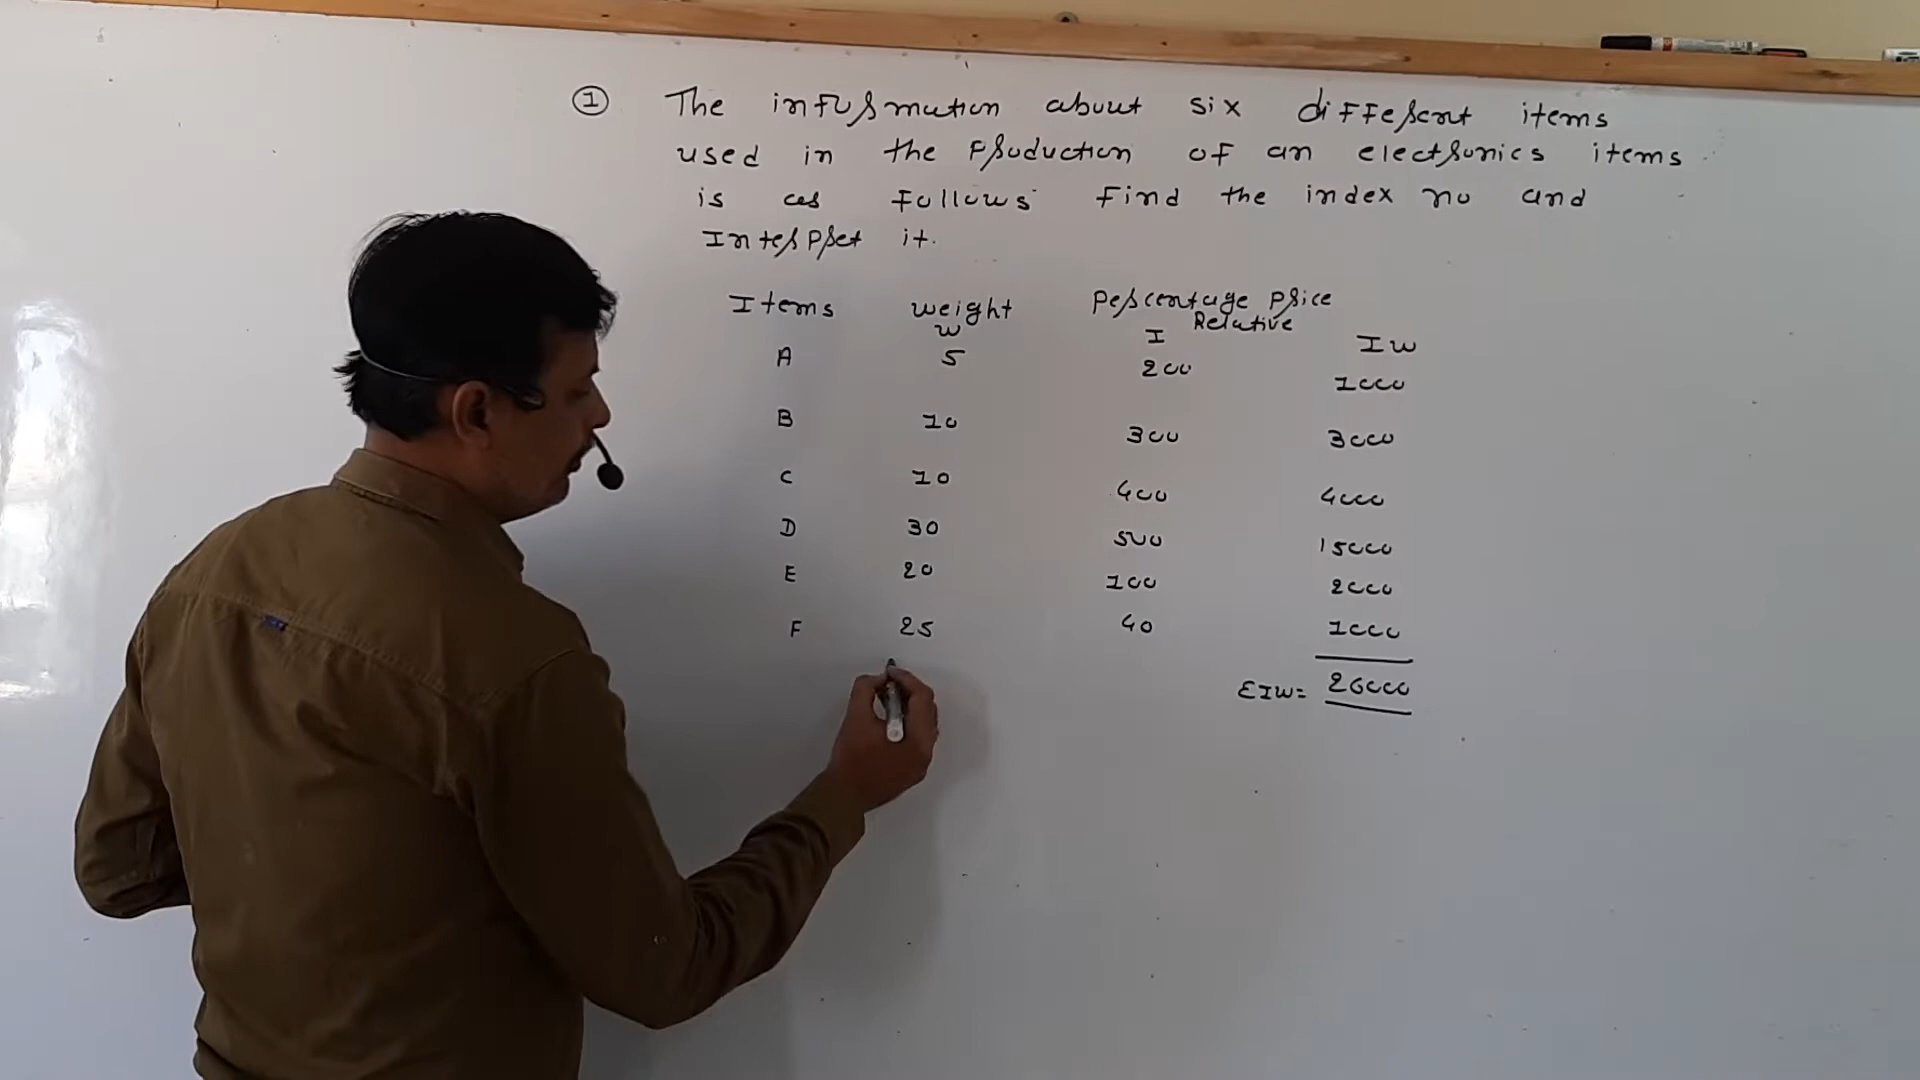 ① The information about six different items
used in the production of an electronics items
is as follows Find the index no and
Interpret it.
Items weight Percentage Price
w I Relative Iw
A 5 200 1000
B 10 300 3000
C 10 400 4000
D 30 500 15000
E 20 100 2000
F 25 40 1000
ΣIw= 26000